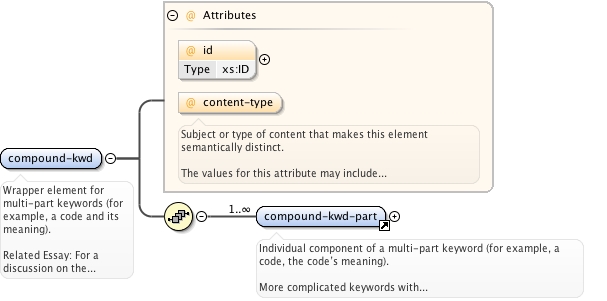 @ Attributes
@ id
Type xs:ID
@ content-type
Subject or type of content that makes this element
semantically distinct.
The values for this attribute may include...
compound-kwd
Wrapper element for
multi-part keywords (for
example, a code and its
meaning).
Related Essay: For a
discussion on the...
1..∞
compound-kwd-part
Individual component of a multi-part keyword (for example, a
code, the code's meaning).
More complicated keywords with...